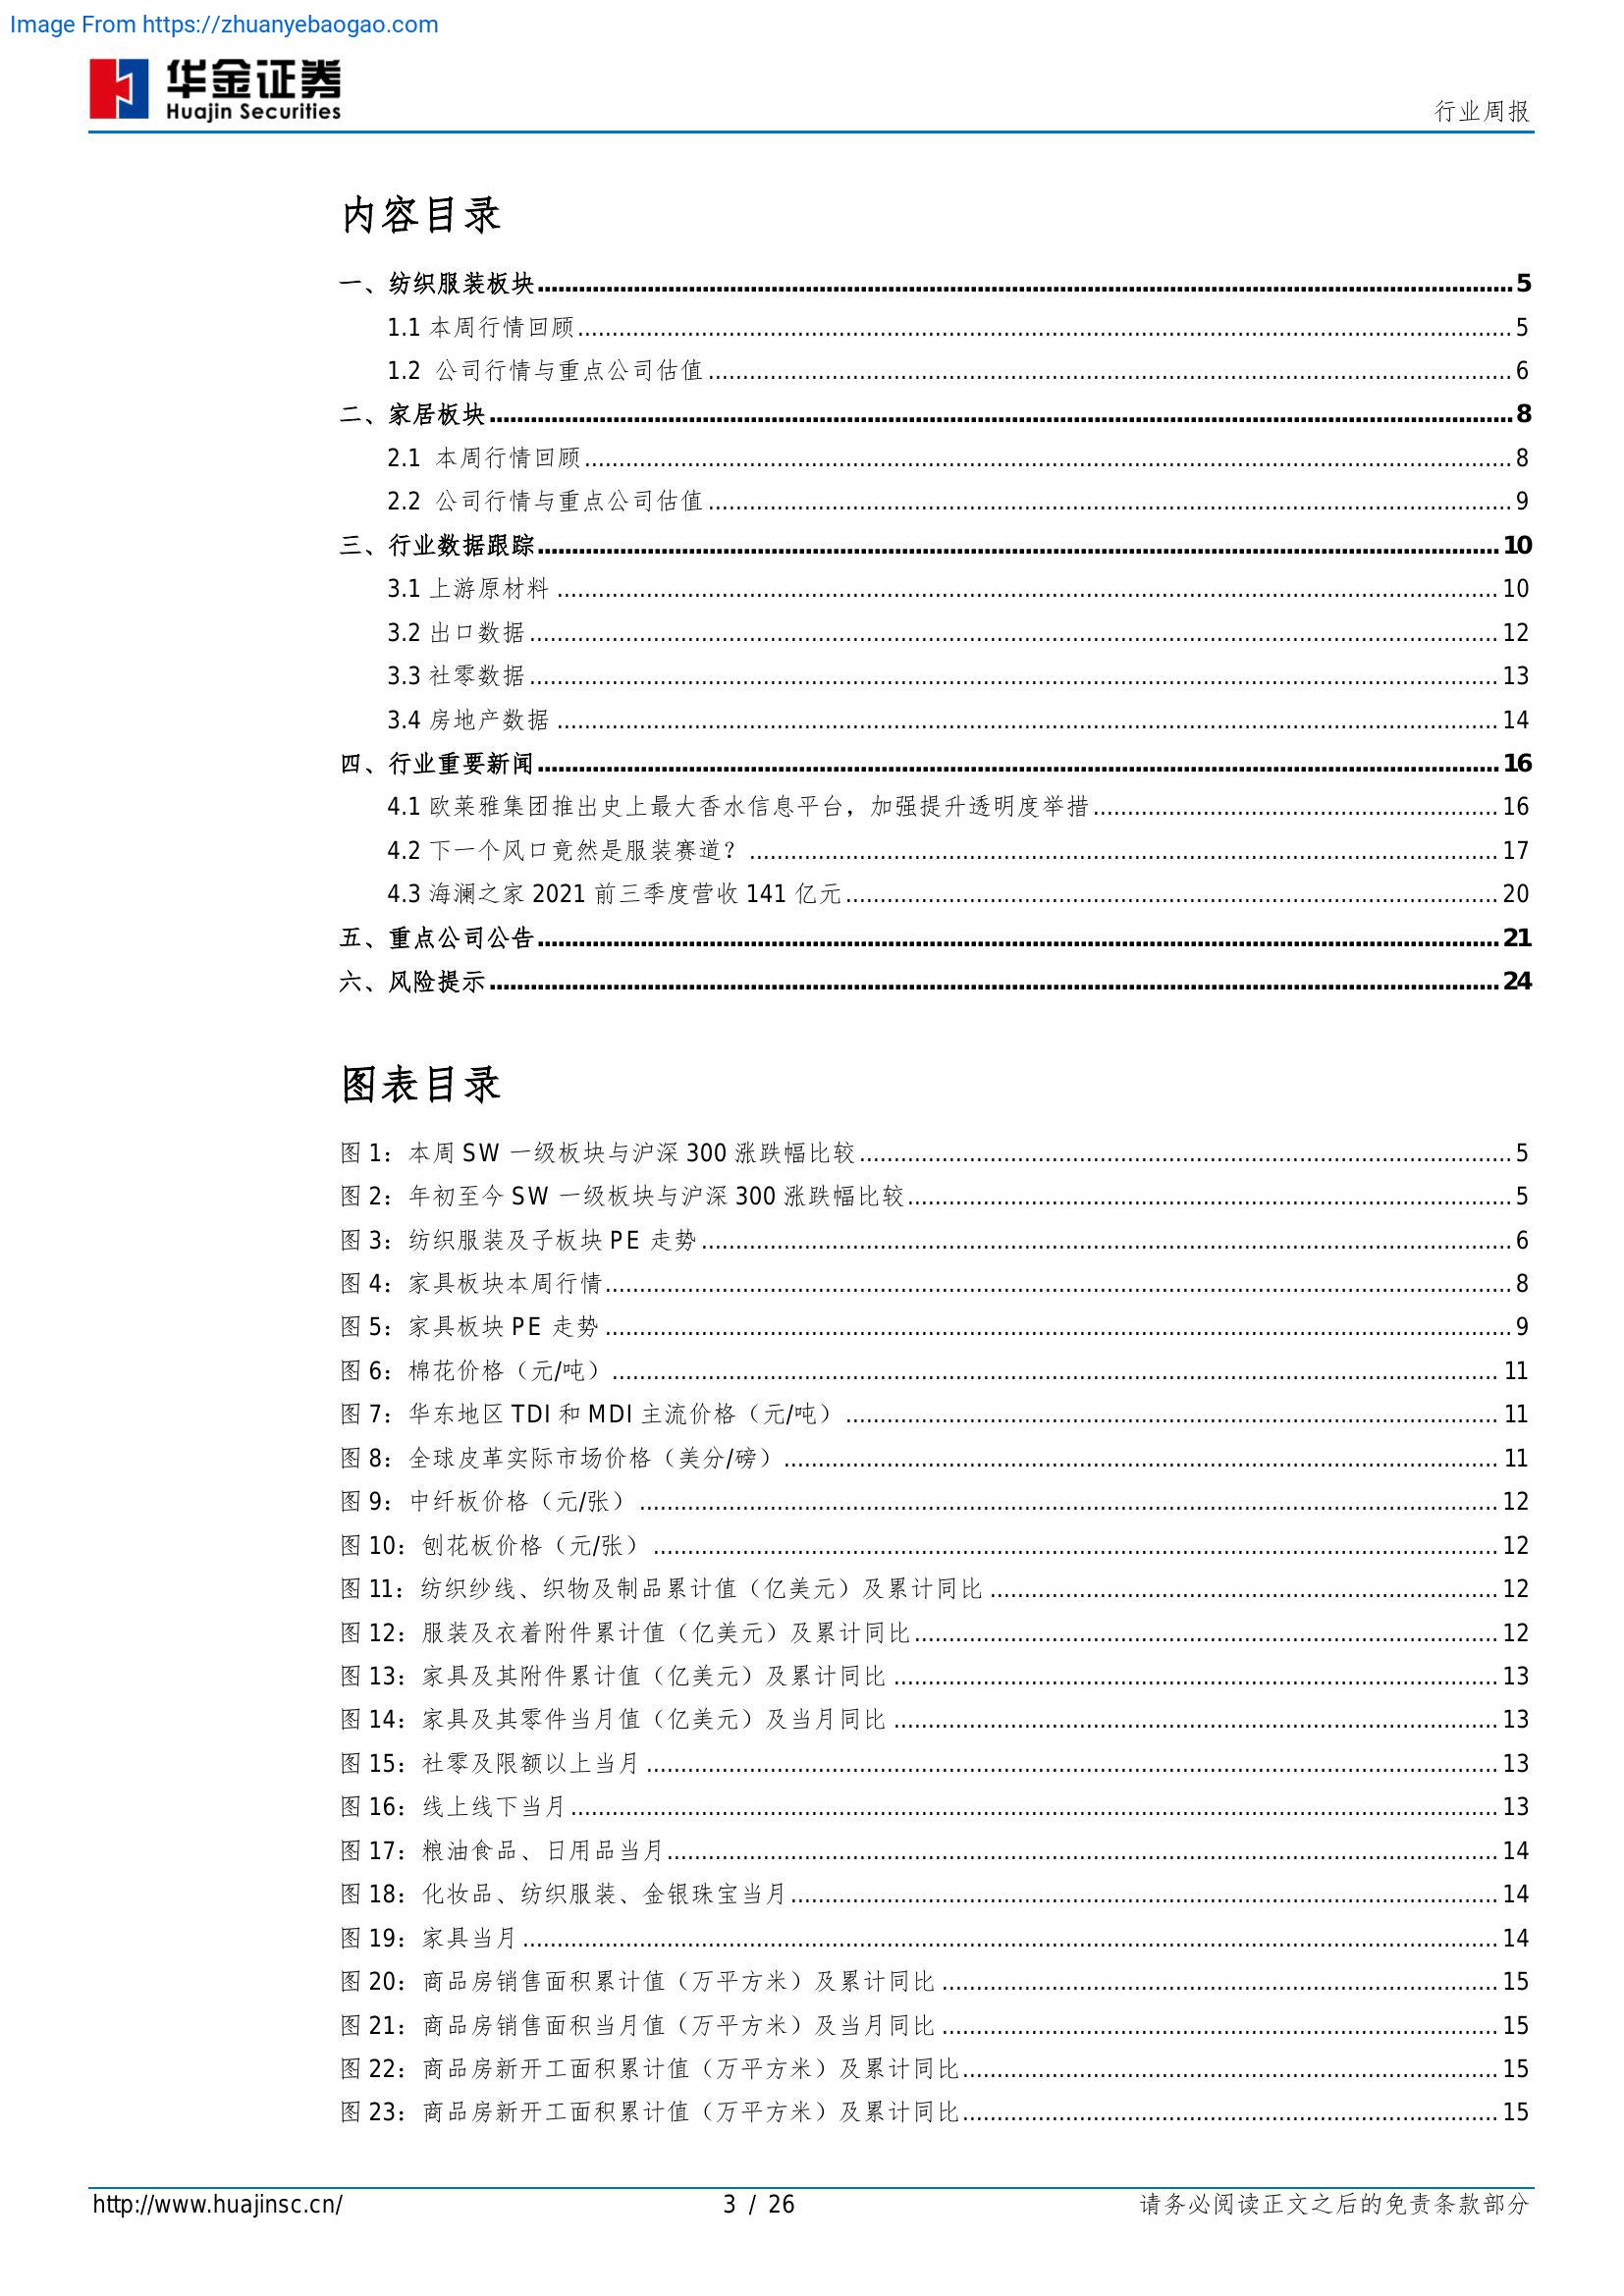 Image From https://zhuanyebaogao.com
华金证券
Huajin Securities
行业周报
内容目录
一、纺织服装板块 5
1.1 本周行情回顾 5
1.2 公司行情与重点公司估值 6
二、家居板块 8
2.1 本周行情回顾 8
2.2 公司行情与重点公司估值 9
三、行业数据跟踪 10
3.1 上游原材料 10
3.2 出口数据 12
3.3 社零数据 13
3.4 房地产数据 14
四、行业重要新闻 16
4.1 欧莱雅集团推出史上最大香水信息平台，加强提升透明度举措 16
4.2 下一个风口竟然是服装赛道？ 17
4.3 海澜之家 2021 前三季度营收 141 亿元 20
五、重点公司公告 21
六、风险提示 24
图表目录
图 1：本周 SW 一级板块与沪深 300 涨跌幅比较 5
图 2：年初至今 SW 一级板块与沪深 300 涨跌幅比较 5
图 3：纺织服装及子板块 PE 走势 6
图 4：家具板块本周行情 8
图 5：家具板块 PE 走势 9
图 6：棉花价格（元/吨） 11
图 7：华东地区 TDI 和 MDI 主流价格（元/吨） 11
图 8：全球皮革实际市场价格（美分/磅） 11
图 9：中纤板价格（元/张） 12
图 10：刨花板价格（元/张） 12
图 11：纺织纱线、织物及制品累计值（亿美元）及累计同比 12
图 12：服装及衣着附件累计值（亿美元）及累计同比 12
图 13：家具及其附件累计值（亿美元）及累计同比 13
图 14：家具及其零件当月值（亿美元）及当月同比 13
图 15：社零及限额以上当月 13
图 16：线上线下当月 13
图 17：粮油食品、日用品当月 14
图 18：化妆品、纺织服装、金银珠宝当月 14
图 19：家具当月 14
图 20：商品房销售面积累计值（万平方米）及累计同比 15
图 21：商品房销售面积当月值（万平方米）及当月同比 15
图 22：商品房新开工面积累计值（万平方米）及累计同比 15
图 23：商品房新开工面积累计值（万平方米）及累计同比 15
http://www.huajinsc.cn/
3 / 26
请务必阅读正文之后的免责条款部分